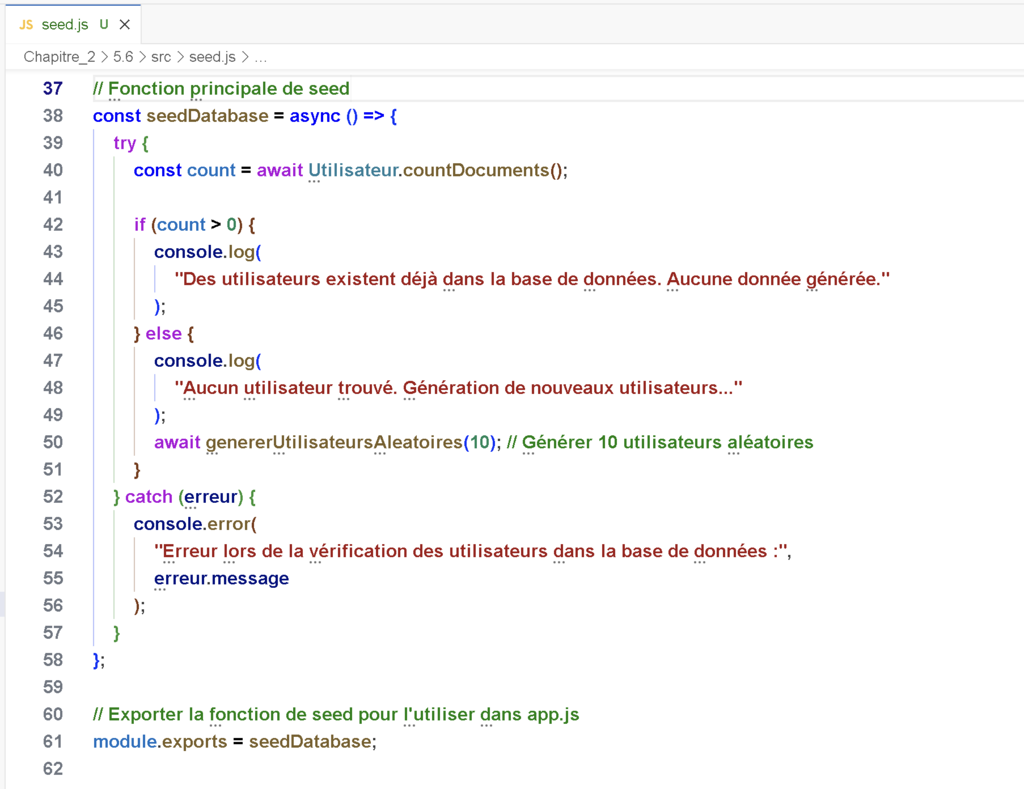 JS seed.js U ×
Chapitre_2 > 5.6 > src > seed.js > ...
37 // Fonction principale de seed
38 const seedDatabase = async () => {
39 try {
40 const count = await Utilisateur.countDocuments();
41
42 if (count > 0) {
43 console.log(
44 "Des utilisateurs existent déjà dans la base de données. Aucune donnée générée."
45 );
46 } else {
47 console.log(
48 "Aucun utilisateur trouvé. Génération de nouveaux utilisateurs..."
49 );
50 await genererUtilisateursAleatoires(10); // Générer 10 utilisateurs aléatoires
51 }
52 } catch (erreur) {
53 console.error(
54 "Erreur lors de la vérification des utilisateurs dans la base de données :",
55 erreur.message
56 );
57 }
58 };
59
60 // Exporter la fonction de seed pour l'utiliser dans app.js
61 module.exports = seedDatabase;
62